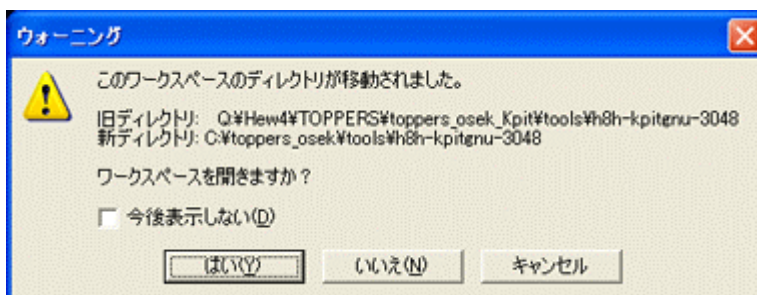 ウォーニング
このワークスペースのディレクトリが移動されました。
旧ディレクトリ: Q:¥Hew4¥TOPPERS¥toppers_osek_Kpit¥tools¥h8h-kpitgnu-3048
新ディレクトリ: C:¥toppers_osek¥tools¥h8h-kpitgnu-3048
ワークスペースを開きますか?
今後表示しない(D)
はい(Y) いいえ(N) キャンセル